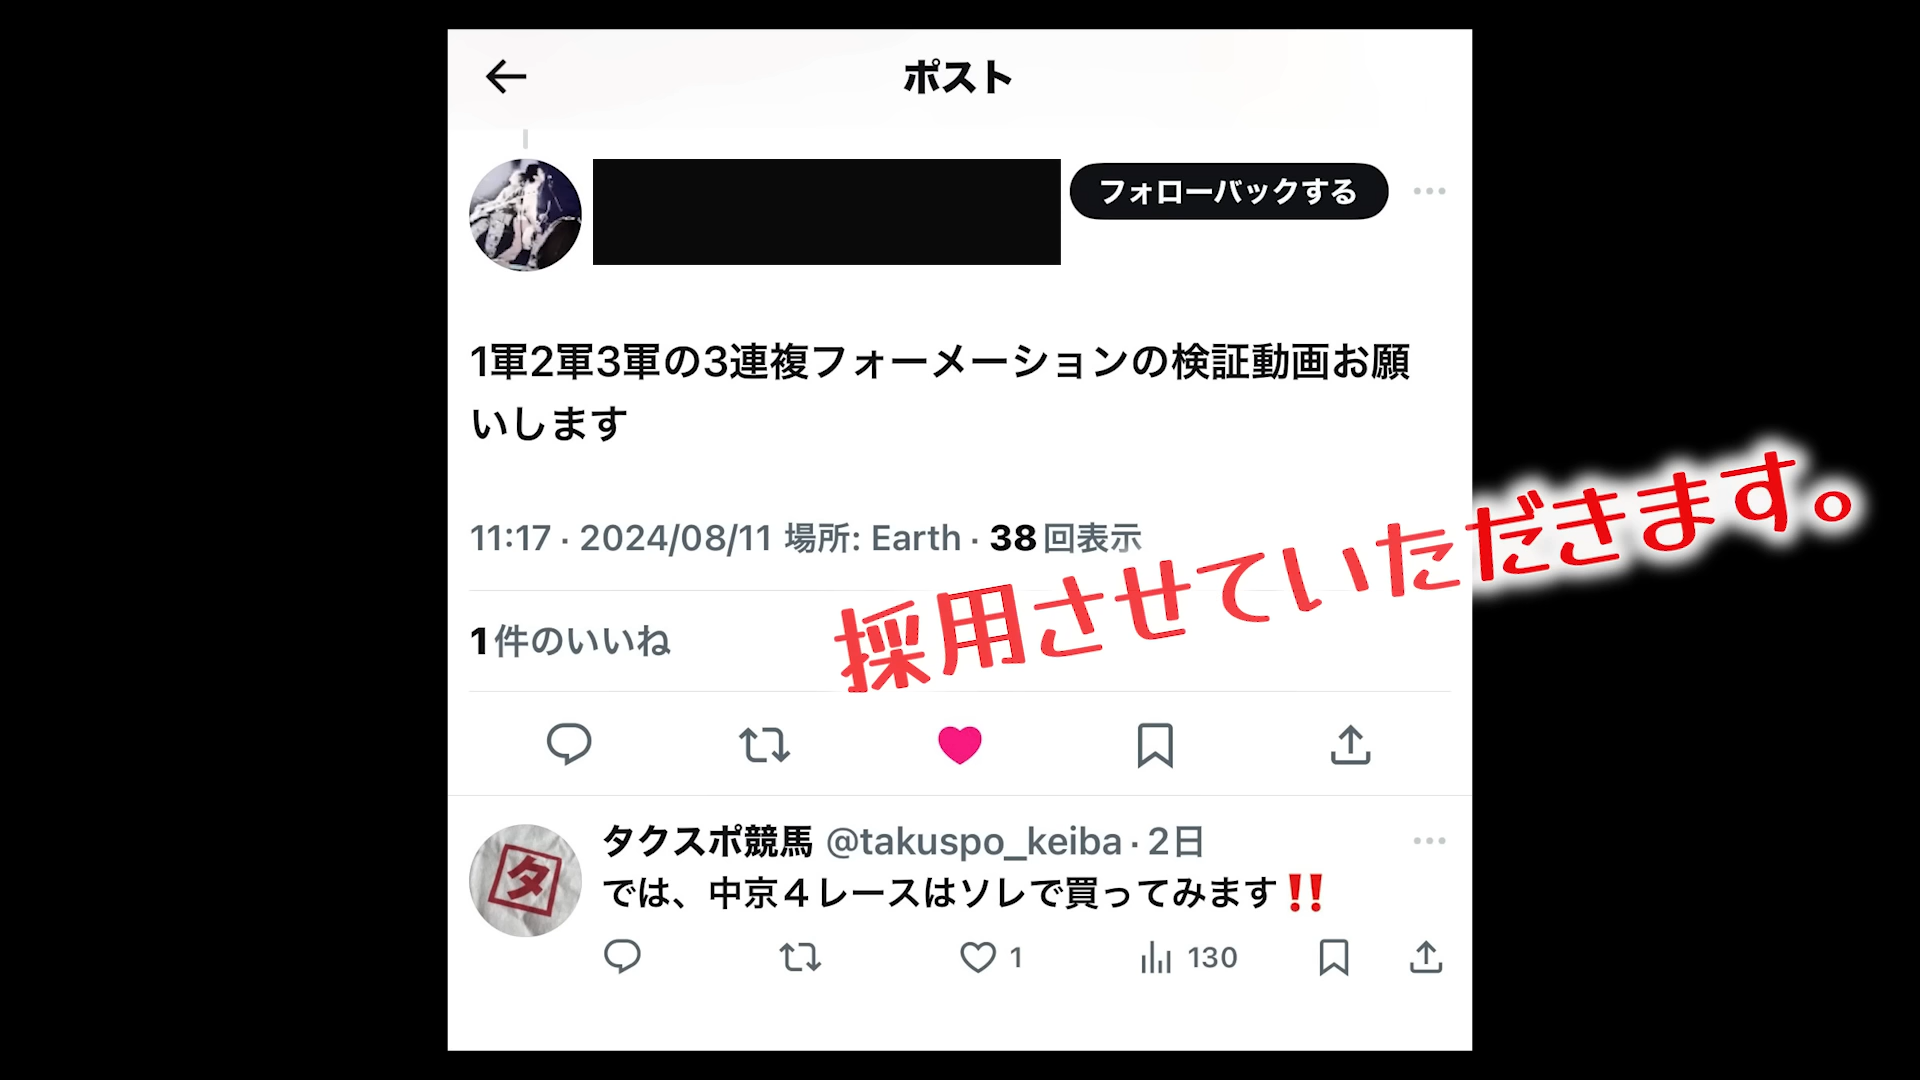 ポスト
フォローバックする
1軍2軍3軍の3連複フォーメーションの検証動画お願
いします
11:17 · 2024/08/11 場所: Earth · 38回表示
採用させていただきます。
1件のいいね
タ
タクスポ競馬 @takuspo_keiba · 2日
では、中京４レースはソレで買ってみます‼️
1
130